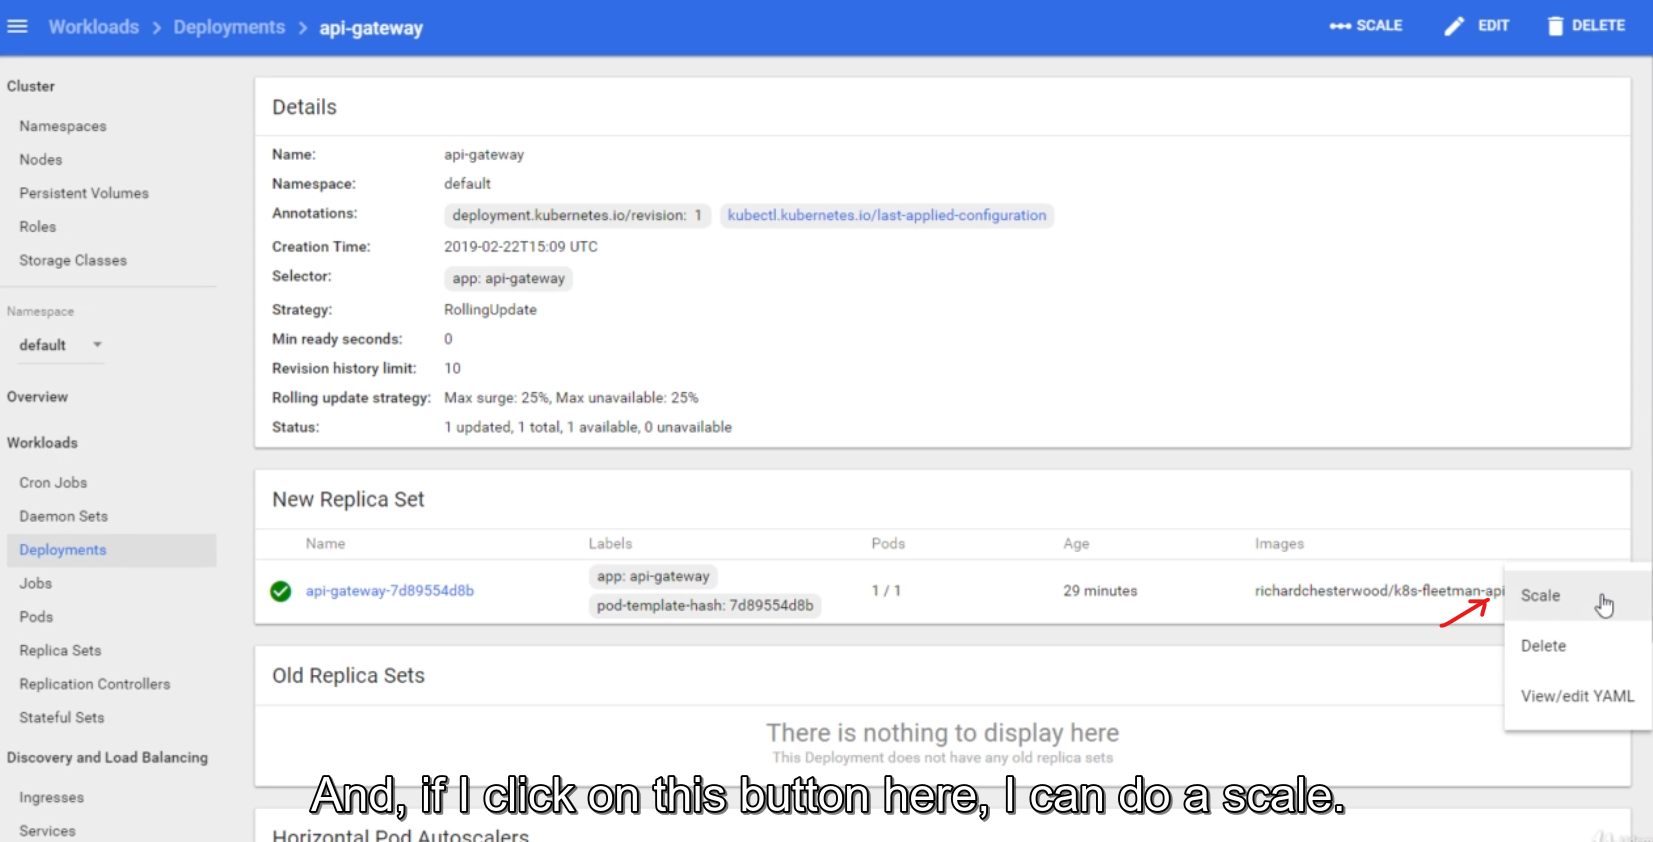 Workloads > Deployments > api-gateway
SCALE EDIT DELETE
Cluster
Namespaces
Nodes
Persistent Volumes
Roles
Storage Classes
Namespace
default
Overview
Workloads
Cron Jobs
Daemon Sets
Deployments
Jobs
Pods
Replica Sets
Replication Controllers
Stateful Sets
Discovery and Load Balancing
Ingresses
Services
Details
Name: api-gateway
Namespace: default
Annotations: deployment.kubernetes.io/revision: 1 kubectl.kubernetes.io/last-applied-configuration
Creation Time: 2019-02-22T15:09 UTC
Selector: app: api-gateway
Strategy: RollingUpdate
Min ready seconds: 0
Revision history limit: 10
Rolling update strategy: Max surge: 25%, Max unavailable: 25%
Status: 1 updated, 1 total, 1 available, 0 unavailable
New Replica Set
Name Labels Pods Age Images
app: api-gateway
api-gateway-7d89554d8b 1 / 1 29 minutes richardchesterwood/k8s-fleetman-api
pod-template-hash: 7d89554d8b
Scale
Delete
View/edit YAML
Old Replica Sets
There is nothing to display here
This Deployment does not have any old replica sets
And, if I click on this button here, I can do a scale.
Horizontal Pod Autoscalers